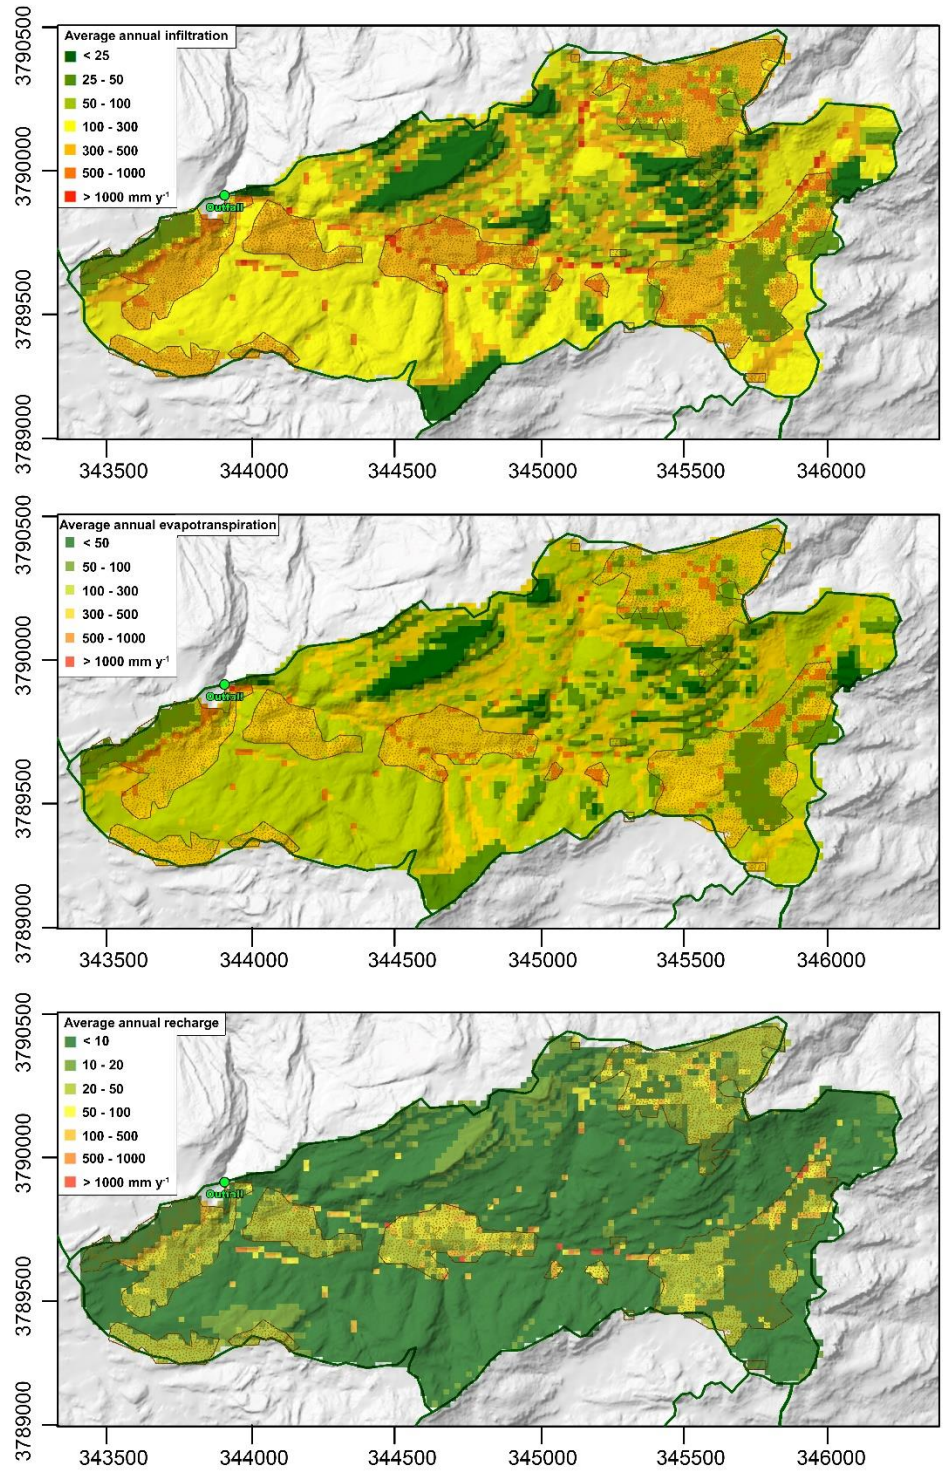 Average annual infiltration
< 25
25 - 50
50 - 100
100 - 300
300 - 500
500 - 1000
> 1000 mm y-1
Outfall
3790500
3790000
3789500
3789000
343500 344000 344500 345000 345500 346000
Average annual evapotranspiration
< 50
50 - 100
100 - 300
300 - 500
500 - 1000
> 1000 mm y-1
Outfall
3790500
3790000
3789500
3789000
343500 344000 344500 345000 345500 346000
Average annual recharge
< 10
10 - 20
20 - 50
50 - 100
100 - 500
500 - 1000
> 1000 mm y-1
Outfall
3790500
3790000
3789500
3789000
343500 344000 344500 345000 345500 346000